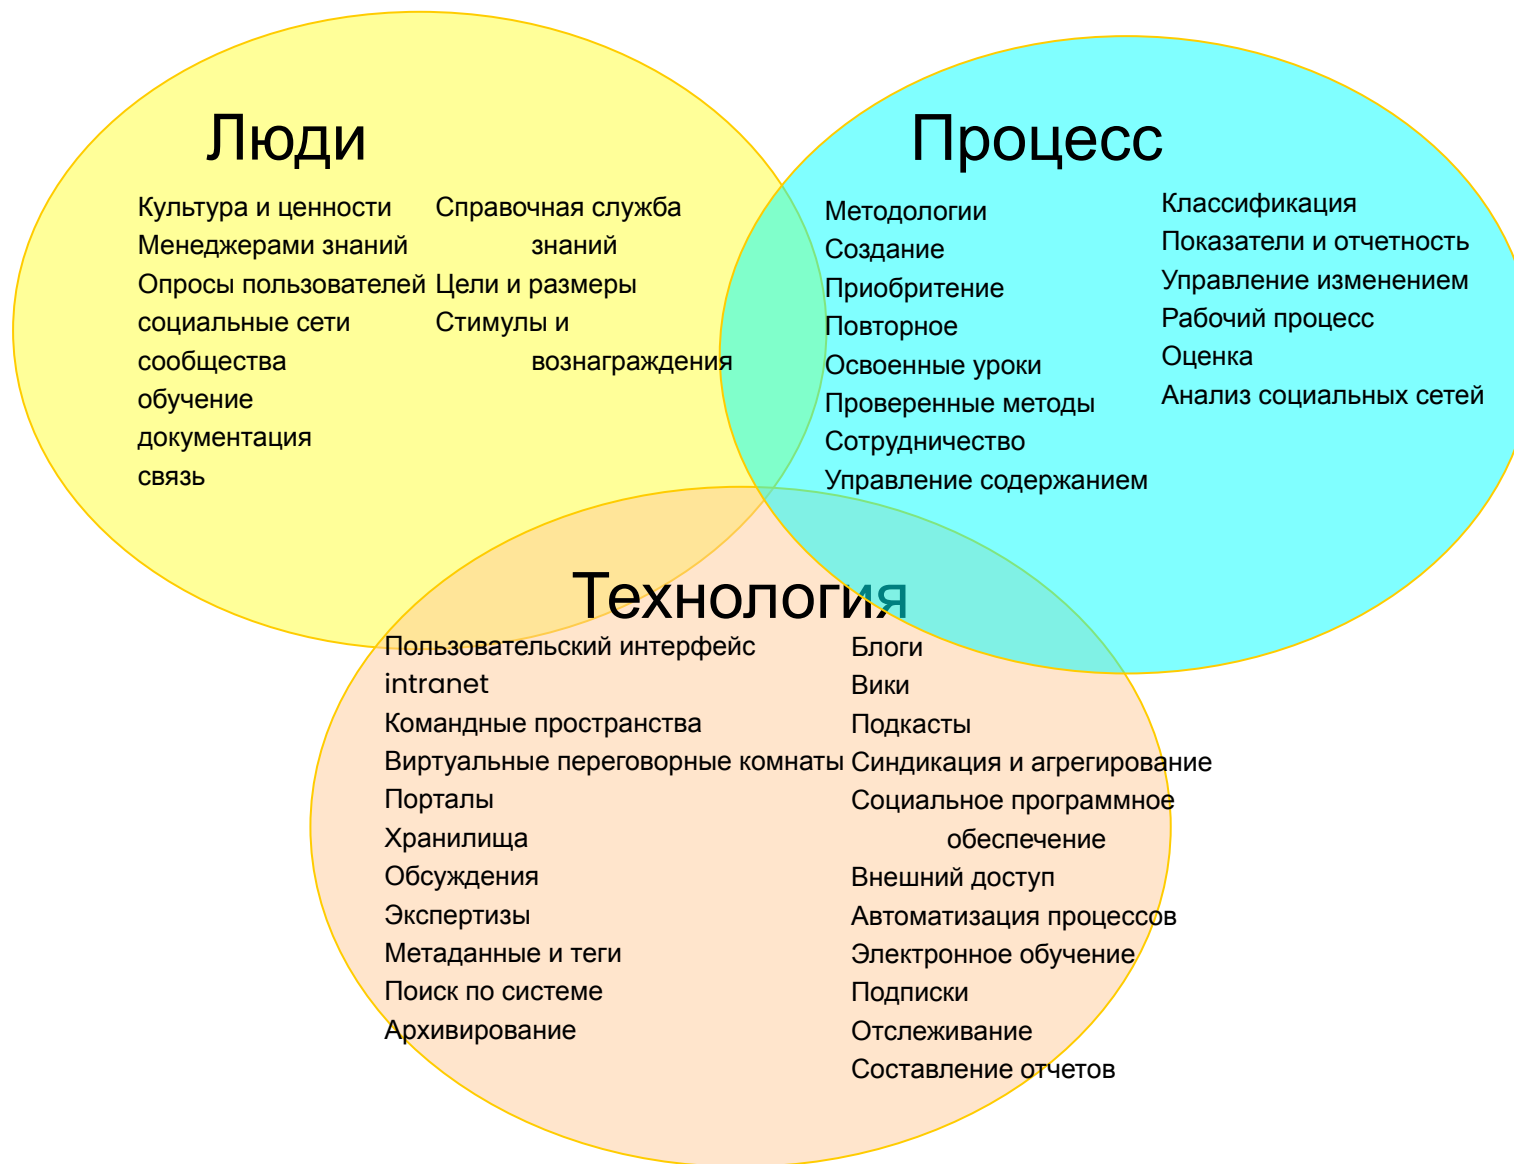 Люди
Культура и ценности
Менеджерами знаний
Опросы пользователей
социальные сети
сообщества
обучение
документация
связь
Справочная служба
знаний
Цели и размеры
Стимулы и
вознаграждения
Процесс
Методологии
Создание
Приобритение
Повторное
Освоенные уроки
Проверенные методы
Сотрудничество
Управление содержанием
Классификация
Показатели и отчетность
Управление изменением
Рабочий процесс
Оценка
Анализ социальных сетей
Технология
Пользовательский интерфейс
intranet
Командные пространства
Виртуальные переговорные комнаты
Порталы
Хранилища
Обсуждения
Экспертизы
Метаданные и теги
Поиск по системе
Архивирование
Блоги
Вики
Подкасты
Синдикация и агрегирование
Социальное программное
обеспечение
Внешний доступ
Автоматизация процессов
Электронное обучение
Подписки
Отслеживание
Составление отчетов